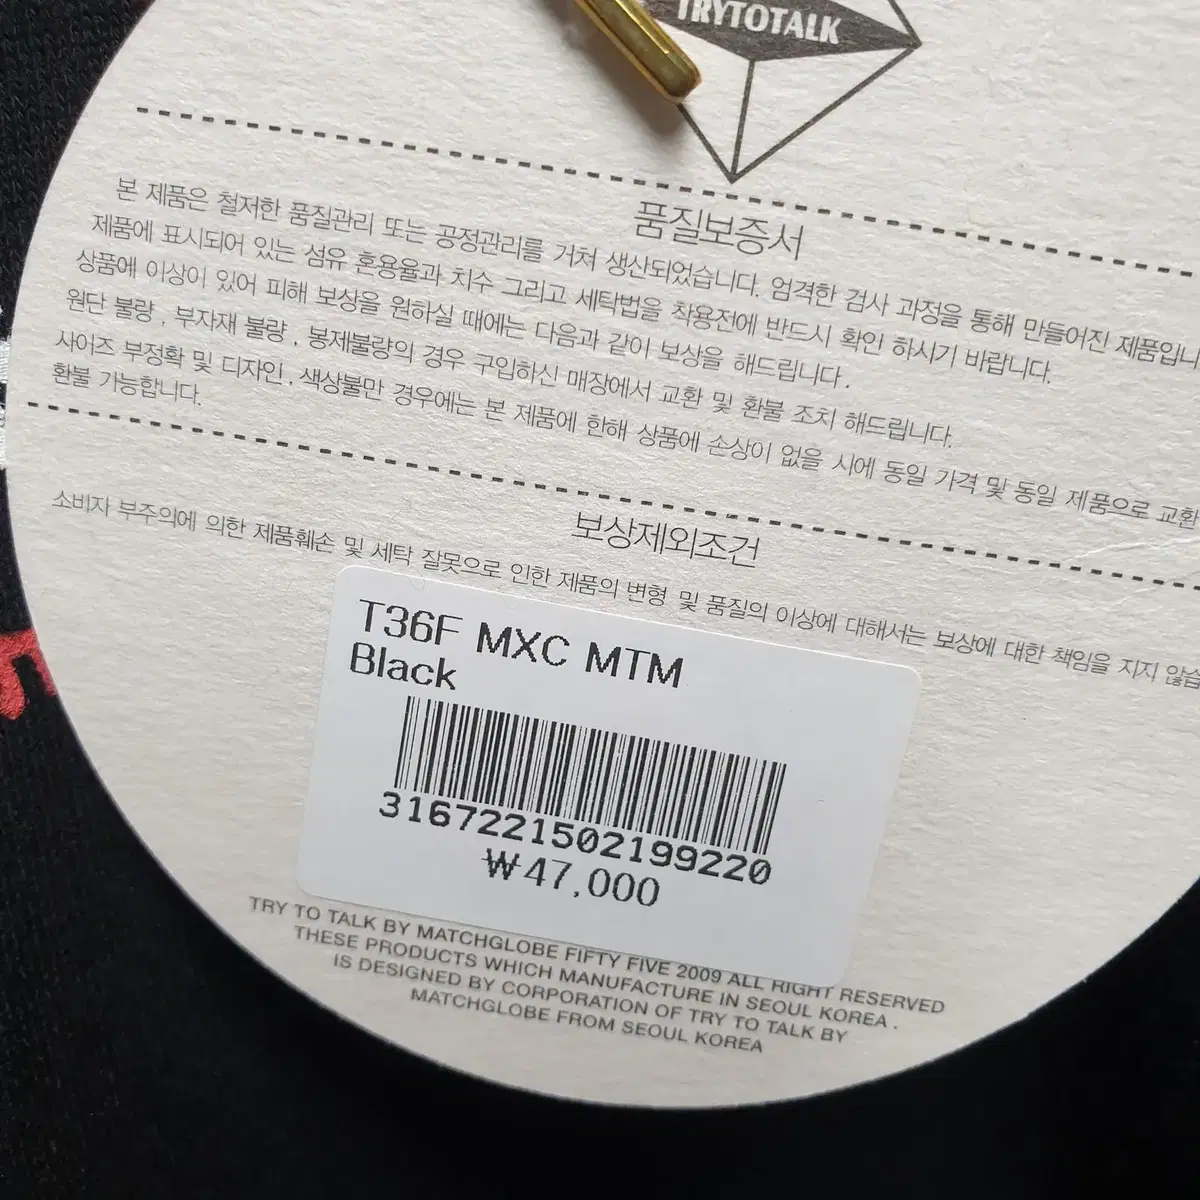 TRYTOTALK
품질보증서
본 제품은 철저한 품질관리 또는 공정관리를 거쳐 생산되었습니다. 엄격한 검사 과정을 통해 만들어진 제품입니
제품에 표시되어 있는 섬유 혼용율과 치수 그리고 세탁법을 착용전에 반드시 확인 하시기 바랍니다.
상품에 이상이 있어 피해 보상을 원하실 때에는 다음과 같이 보상을 해드립니다.
원단 불량 , 부자재 불량 , 봉제불량의 경우 구입하신 매장에서 교환 및 환불 조치 해드립니다.
사이즈 부정확 및 디자인 , 색상불만 경우에는 본 제품에 한해 상품에 손상이 없을 시에 동일 가격 및 동일 제품으로 교환
환불 가능합니다.
보상제외조건
소비자 부주의에 의한 제품훼손 및 세탁 잘못으로 인한 제품의 변형 및 품질의 이상에 대해서는 보상에 대한 책임을 지지 않습
T36F MXC MTM
Black
3167221502199220
₩47,000
TRY TO TALK BY MATCHGLOBE FIFTY FIVE 2009 ALL RIGHT RESERVED
THESE PRODUCTS WHICH MANUFACTURE IN SEOUL KOREA .
IS DESIGNED BY CORPORATION OF TRY TO TALK BY
MATCHGLOBE FROM SEOUL KOREA